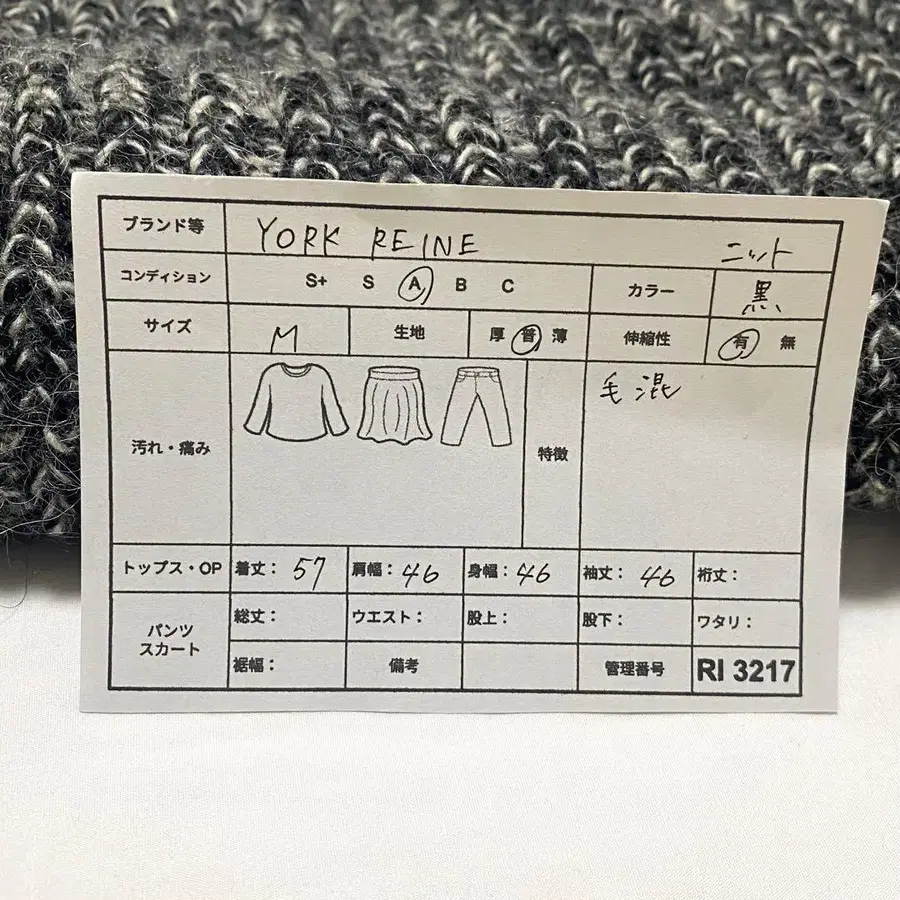 ブランド等 YORK REINE ニット
コンディション S+ S A B C カラー 黒
サイズ M 生地 厚 普 薄 伸縮性 有 無
汚れ・痛み 特徴 毛混
トップス・OP 着丈: 57 肩幅: 46 身幅: 46 袖丈: 46 裄丈:
パンツ スカート 総丈: ウエスト: 股上: 股下: ワタリ:
裾幅: 備考 管理番号 RI 3217